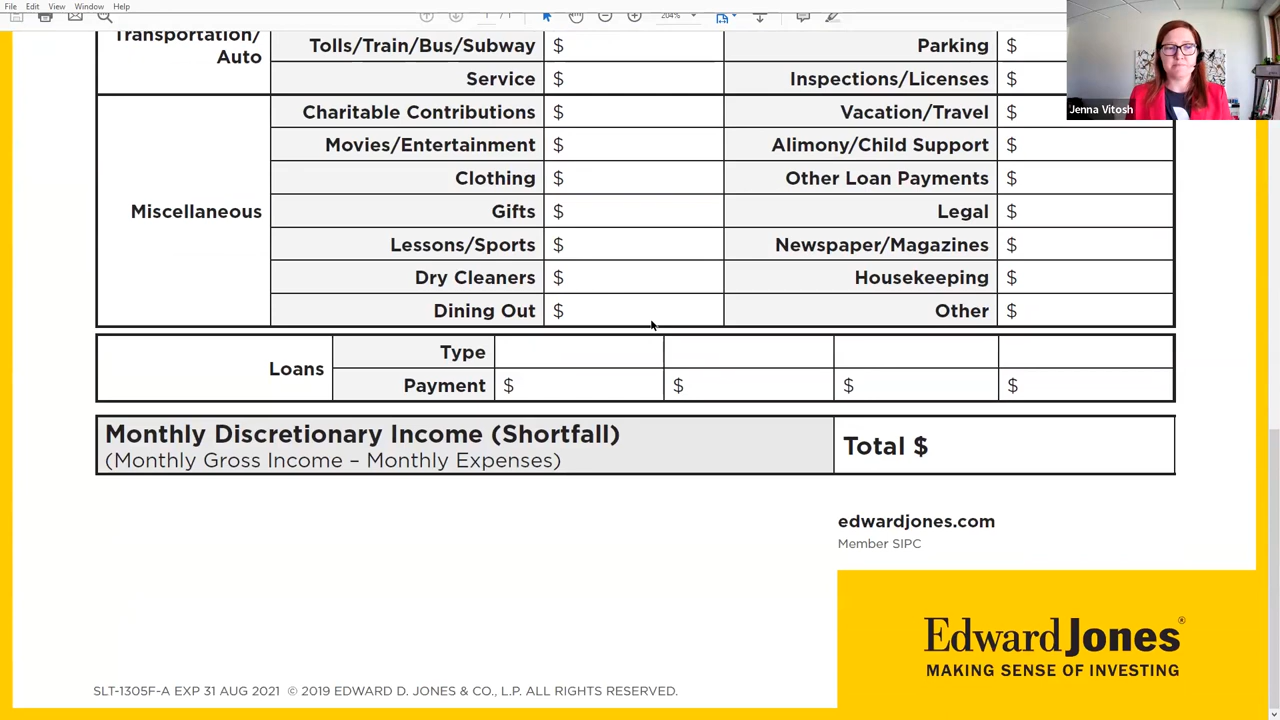 File Edit View Window Help
1 / 1 204%
Transportation/
Auto
Tolls/Train/Bus/Subway $ Parking $
Service $ Inspections/Licenses $
Miscellaneous
Charitable Contributions $ Vacation/Travel $
Movies/Entertainment $ Alimony/Child Support $
Clothing $ Other Loan Payments $
Gifts $ Legal $
Lessons/Sports $ Newspaper/Magazines $
Dry Cleaners $ Housekeeping $
Dining Out $ Other $
Loans
Type
Payment $ $ $ $
Monthly Discretionary Income (Shortfall)
(Monthly Gross Income – Monthly Expenses)
Total $
edwardjones.com
Member SIPC
Edward Jones®
MAKING SENSE OF INVESTING
SLT-1305F-A EXP 31 AUG 2021 © 2019 EDWARD D. JONES & CO., L.P. ALL RIGHTS RESERVED.
Jenna Vitosh